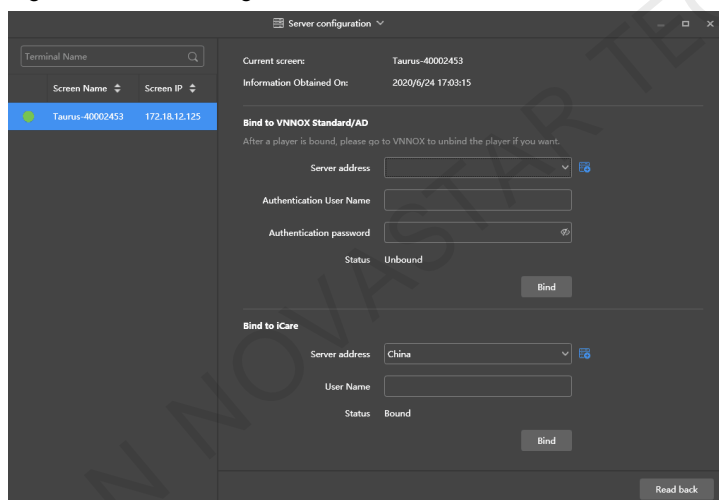 Server configuration
Terminal Name
Screen Name Screen IP
Taurus-40002453 172.18.12.125
Current screen: Taurus-40002453
Information Obtained On: 2020/6/24 17:03:15
Bind to VNNOX Standard/AD
After a player is bound, please go to VNNOX to unbind the player if you want.
Server address
Authentication User Name
Authentication password
Status Unbound
Bind
Bind to iCare
Server address China
User Name
Status Bound
Bind
Read back